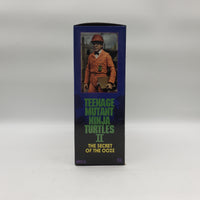 TEENAGE
MUTANT
NINJA
TURTLES
II
THE SECRET
OF THE OOZE